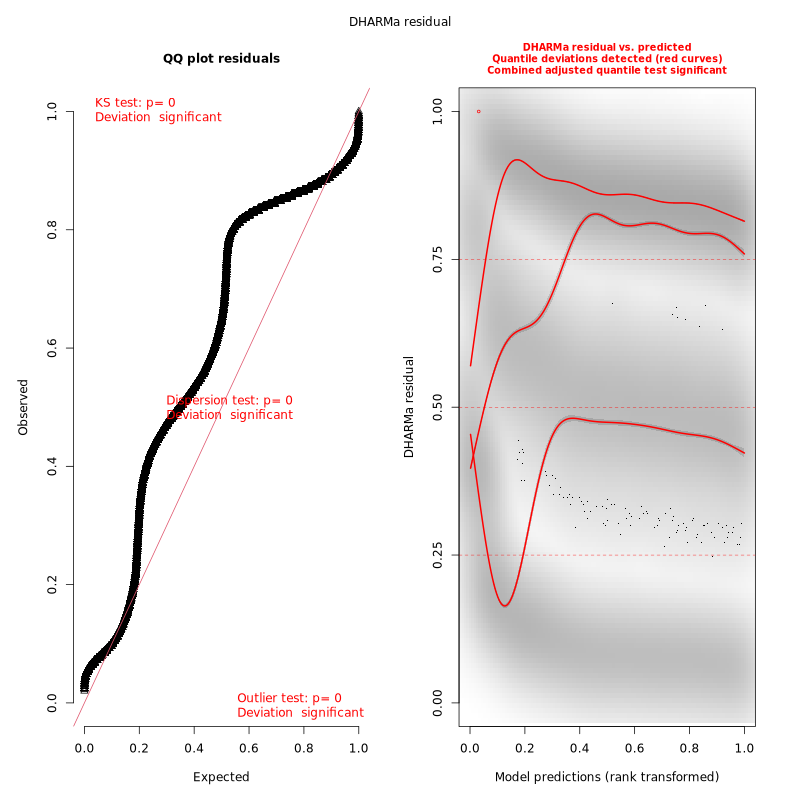 DHARMa residual
QQ plot residuals
KS test: p= 0
Deviation  significant
Dispersion test: p= 0
Deviation  significant
Outlier test: p= 0
Deviation  significant
Observed
0.0
0.2
0.4
0.6
0.8
1.0
0.0 0.2 0.4 0.6 0.8 1.0
Expected
DHARMa residual vs. predicted
Quantile deviations detected (red curves)
Combined adjusted quantile test significant
DHARMa residual
0.00
0.25
0.50
0.75
1.00
0.0 0.2 0.4 0.6 0.8 1.0
Model predictions (rank transformed)